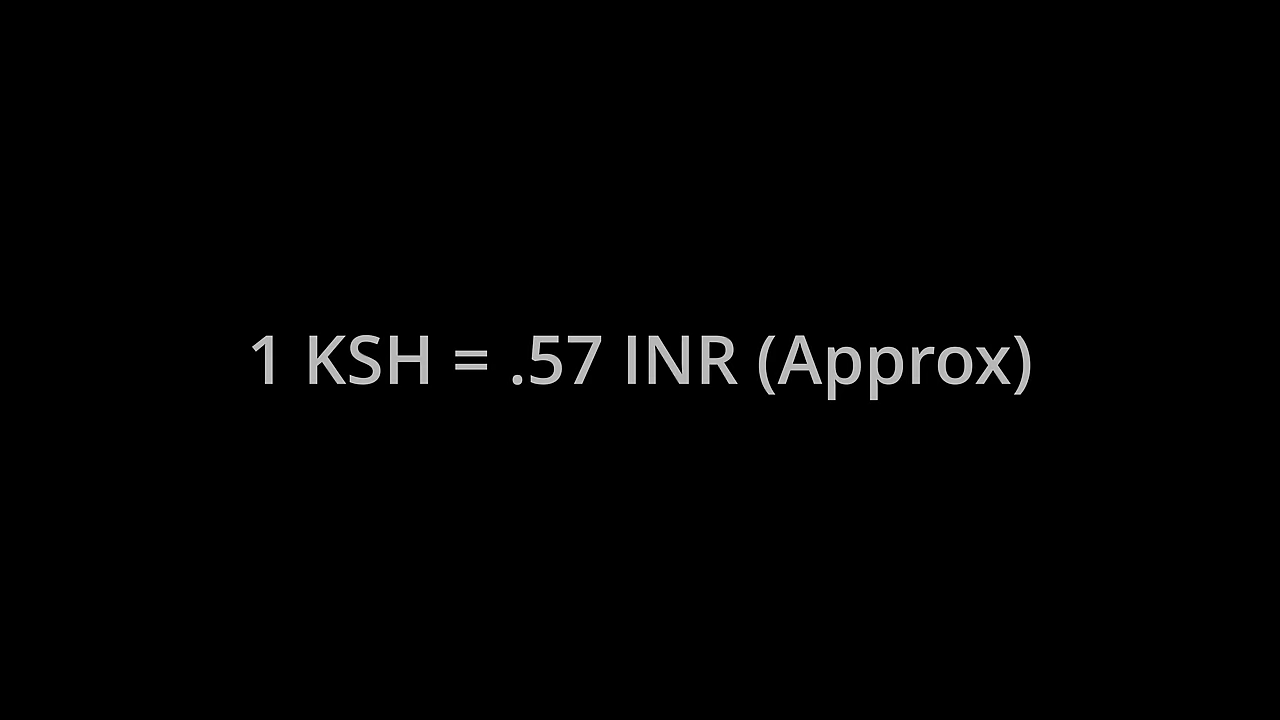 1 KSH = .57 INR (Approx)